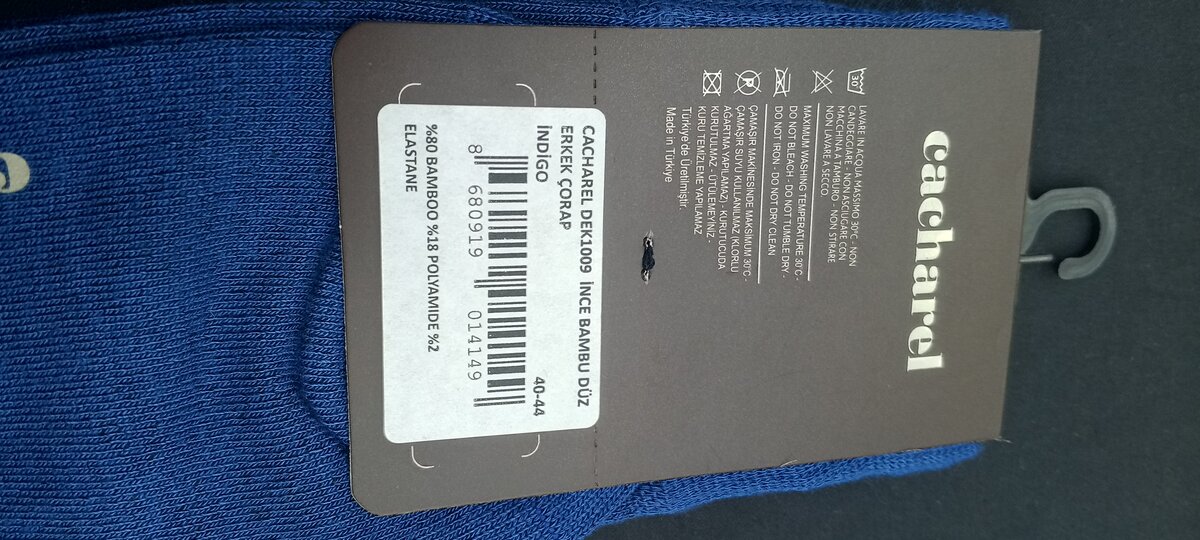 cacharel
30
LAVARE IN ACQUA MASSIMO 30°C - NON
CANDEGGIARE - NON ASCIUGARE CON
MACCHINA A TAMBURO - NON STIRARE
NON LAVARE A SECCO.
MAXIMUM WASHING TEMPERATURE 30°C -
DO NOT BLEACH - DO NOT TUMBLE DRY -
DO NOT IRON - DO NOT DRY CLEAN
P
ÇAMAŞIR MAKİNESİNDE MAKSİMUM 30°C -
ÇAMAŞIR SUYU KULLANILMAZ (KLORLU
AĞARTMA YAPILAMAZ) - KURUTUCUDA
KURUTULMAZ - ÜTÜLEMEYİNİZ -
KURU TEMİZLEME YAPILAMAZ
Türkiye'de Üretilmiştir.
Made in Türkiye
CACHAREL DEK1009 İNCE BAMBU DÜZ
ERKEK ÇORAP
İNDİGO
40-44
8 680919 014149
%80 BAMBOO %18 POLYAMIDE %2
ELASTANE